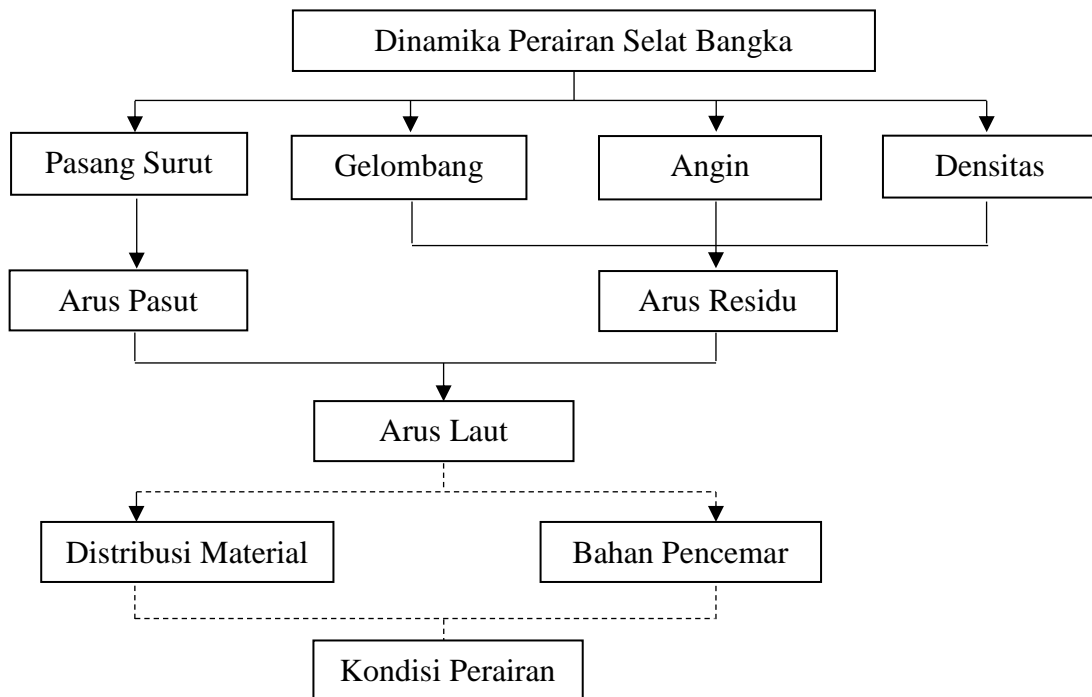 Dinamika Perairan Selat Bangka
Pasang Surut
Gelombang
Angin
Densitas
Arus Pasut
Arus Residu
Arus Laut
Distribusi Material
Bahan Pencemar
Kondisi Perairan